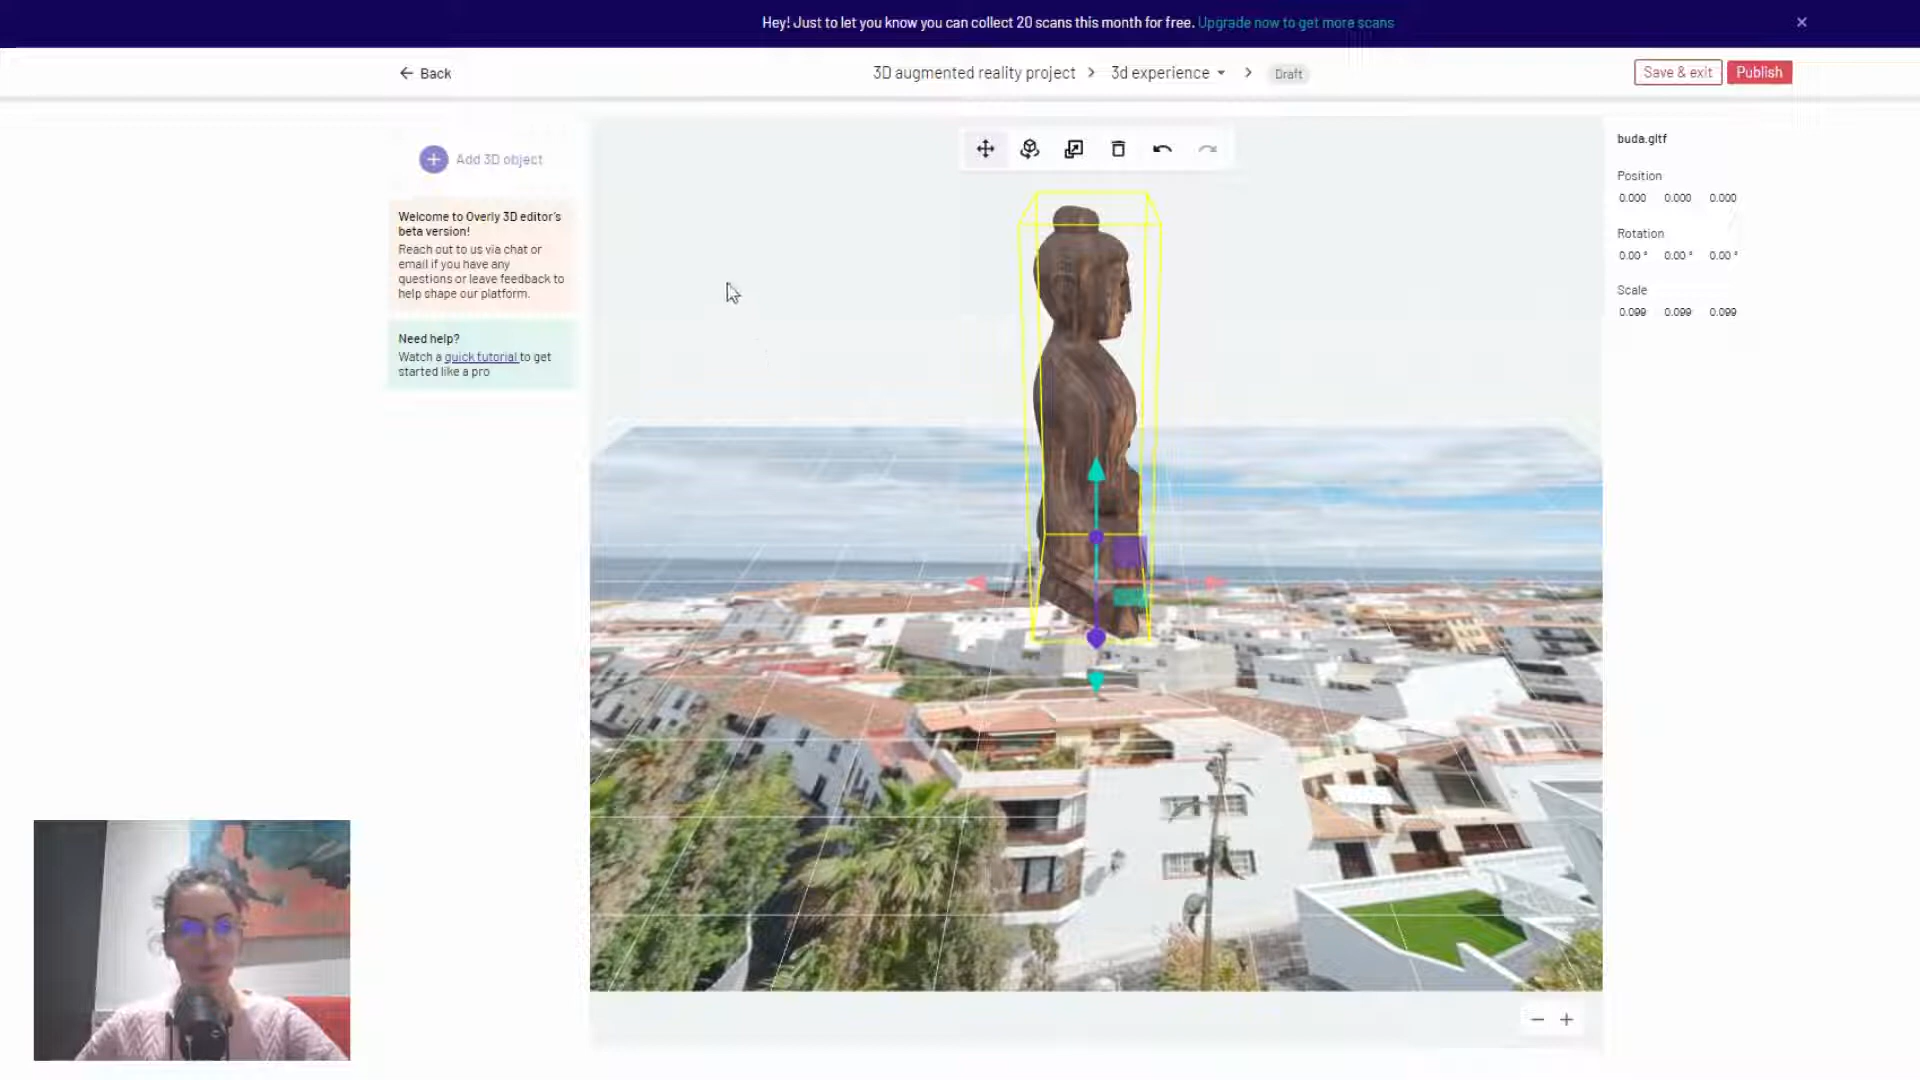 Hey! Just to let you know you can collect 20 scans this month for free. Upgrade now to get more scans
Back
3D augmented reality project
3d experience
Draft
Save & exit
Publish
Add 3D object
Welcome to Overly 3D editor's
beta version!
Reach out to us via chat or
email if you have any
questions or leave feedback to
help shape our platform.
Need help?
Watch a quick tutorial to get
started like a pro
buda.gltf
Position
0.000 0.000 0.000
Rotation
0.00 ° 0.00 ° 0.00 °
Scale
0.099 0.099 0.099